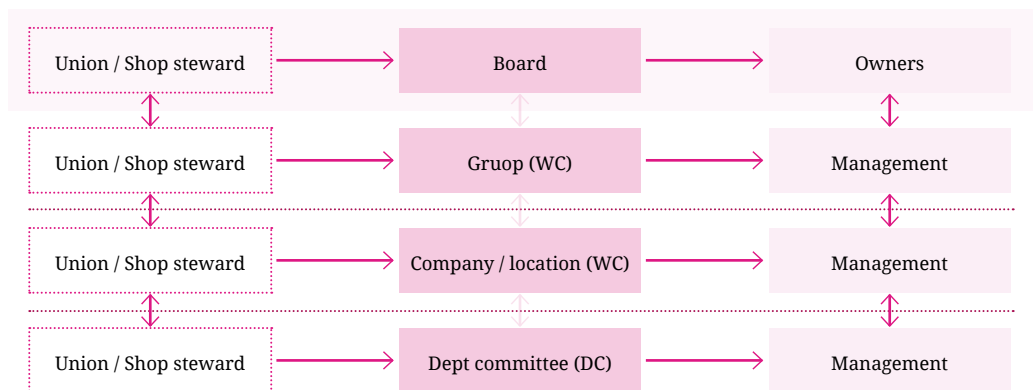 Union / Shop steward
Board
Owners
Union / Shop steward
Gruop (WC)
Management
Union / Shop steward
Company / location (WC)
Management
Union / Shop steward
Dept committee (DC)
Management